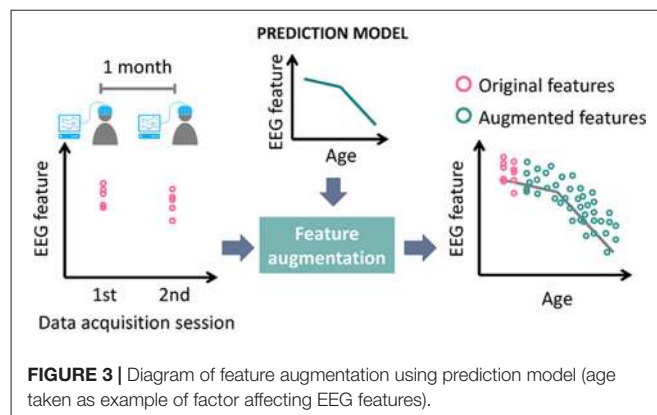 PREDICTION MODEL
1 month
EEG feature
1st 2nd
Data acquisition session
EEG feature
Age
Feature
augmentation
Original features
Augmented features
EEG feature
Age
FIGURE 3 | Diagram of feature augmentation using prediction model (age
taken as example of factor affecting EEG features).